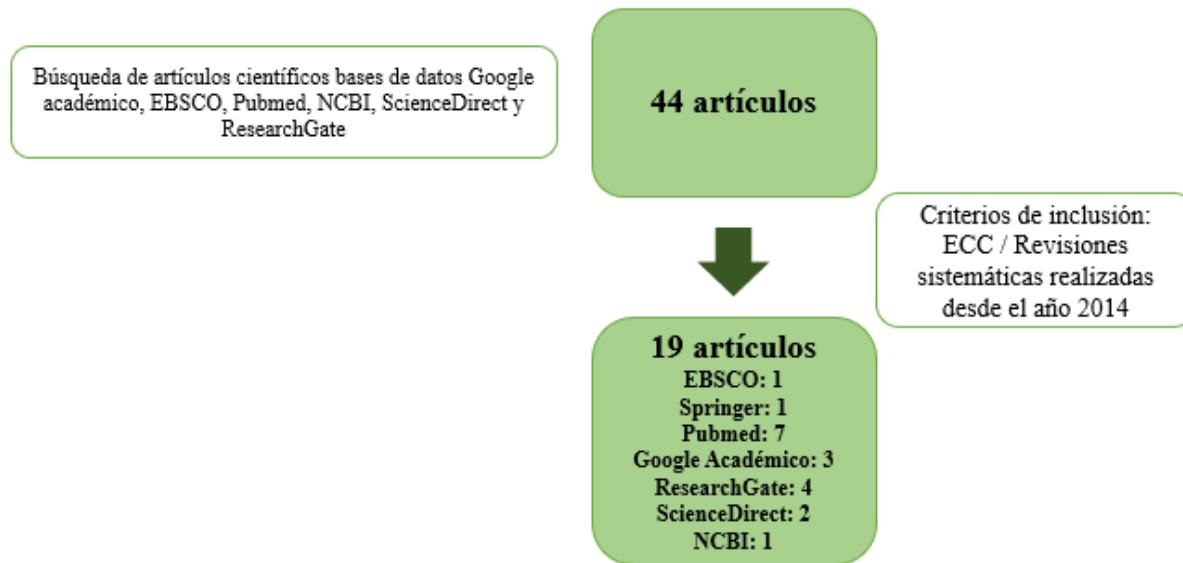 Búsqueda de artículos científicos bases de datos Google
académico, EBSCO, Pubmed, NCBI, ScienceDirect y
ResearchGate
44 artículos
Criterios de inclusión:
ECC / Revisiones
sistemáticas realizadas
desde el año 2014
19 artículos
EBSCO: 1
Springer: 1
Pubmed: 7
Google Académico: 3
ResearchGate: 4
ScienceDirect: 2
NCBI: 1